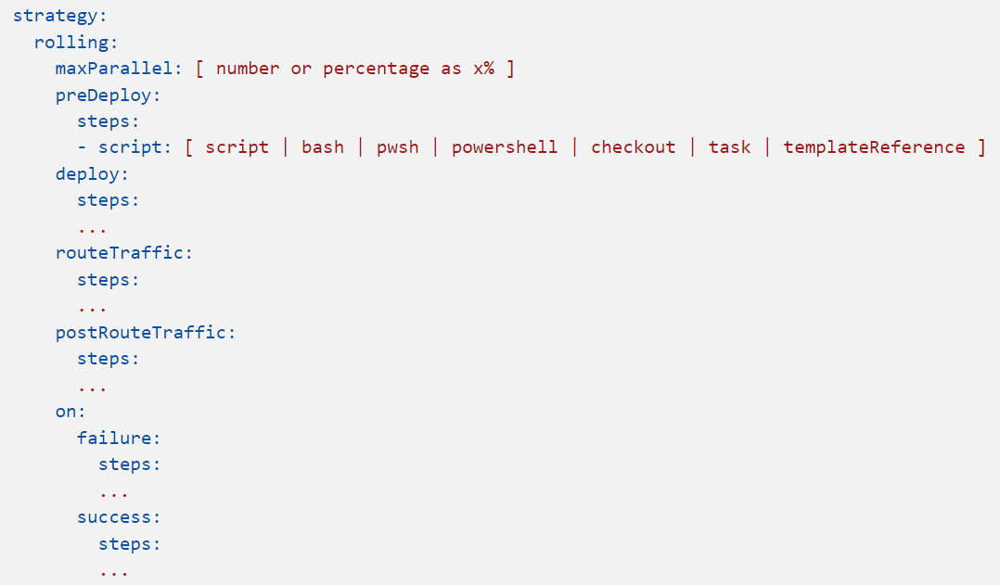 strategy:
  rolling:
    maxParallel: [ number or percentage as x% ]
    preDeploy:
      steps:
      - script: [ script | bash | pwsh | powershell | checkout | task | templateReference ]
    deploy:
      steps:
      ...
    routeTraffic:
      steps:
      ...
    postRouteTraffic:
      steps:
      ...
    on:
      failure:
        steps:
        ...
      success:
        steps:
        ...